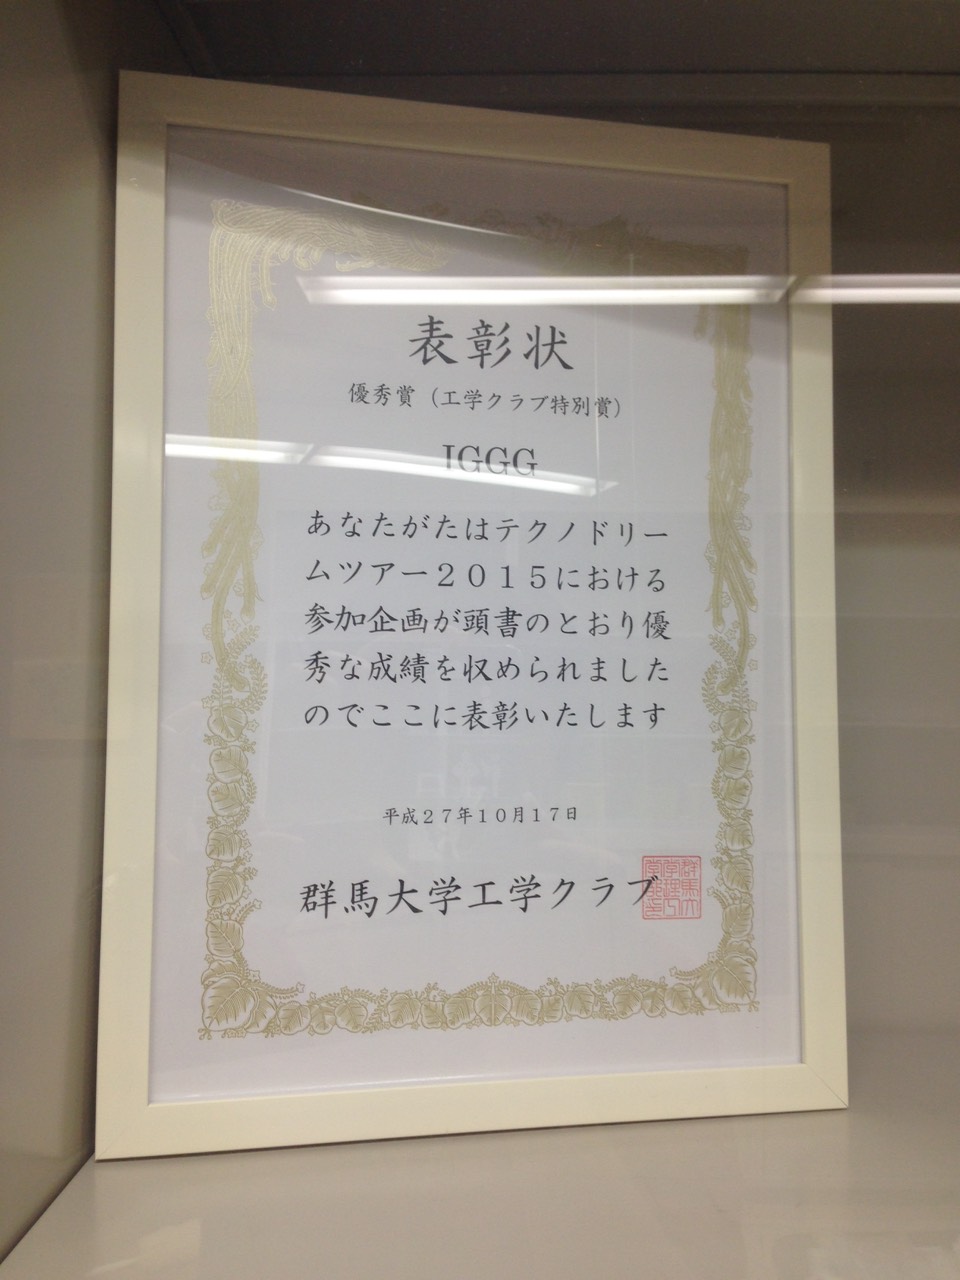 表彰状
優秀賞（工学クラブ特別賞）
IGGG
あなたがたはテクノドリー
ムツアー２０１５における
参加企画が頭書のとおり優
秀な成績を収められました
のでここに表彰いたします
平成２７年１０月１７日
群馬大学工学クラブ